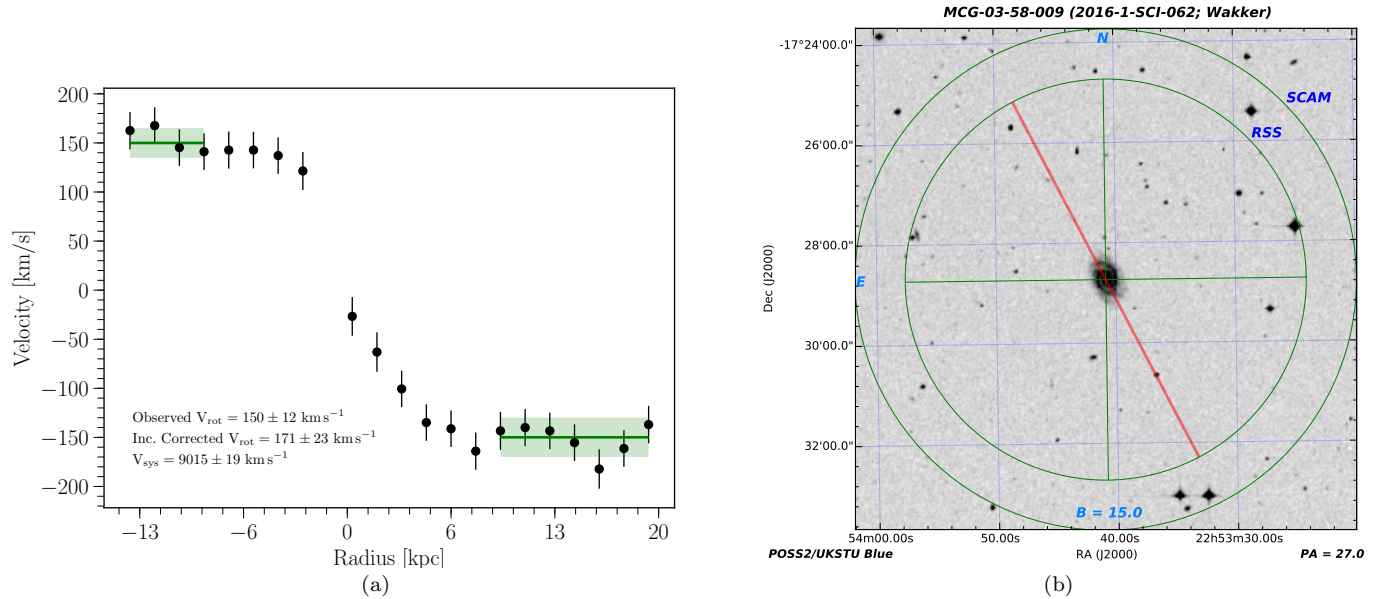 200
150
100
50
0
−50
−100
−150
−200
Velocity [km/s]
Observed Vrot = 150 ± 12 km s−1
Inc. Corrected Vrot = 171 ± 23 km s−1
Vsys = 9015 ± 19 km s−1
−13 −6 0 6 13 20
Radius [kpc]
(a)
MCG-03-58-009 (2016-1-SCI-062; Wakker)
-17°24'00.0"
26'00.0"
28'00.0"
30'00.0"
32'00.0"
Dec (J2000)
N
SCAM
RSS
E
B = 15.0
54m00.00s 50.00s 40.00s 22h53m30.00s
POSS2/UKSTU Blue RA (J2000) PA = 27.0
(b)